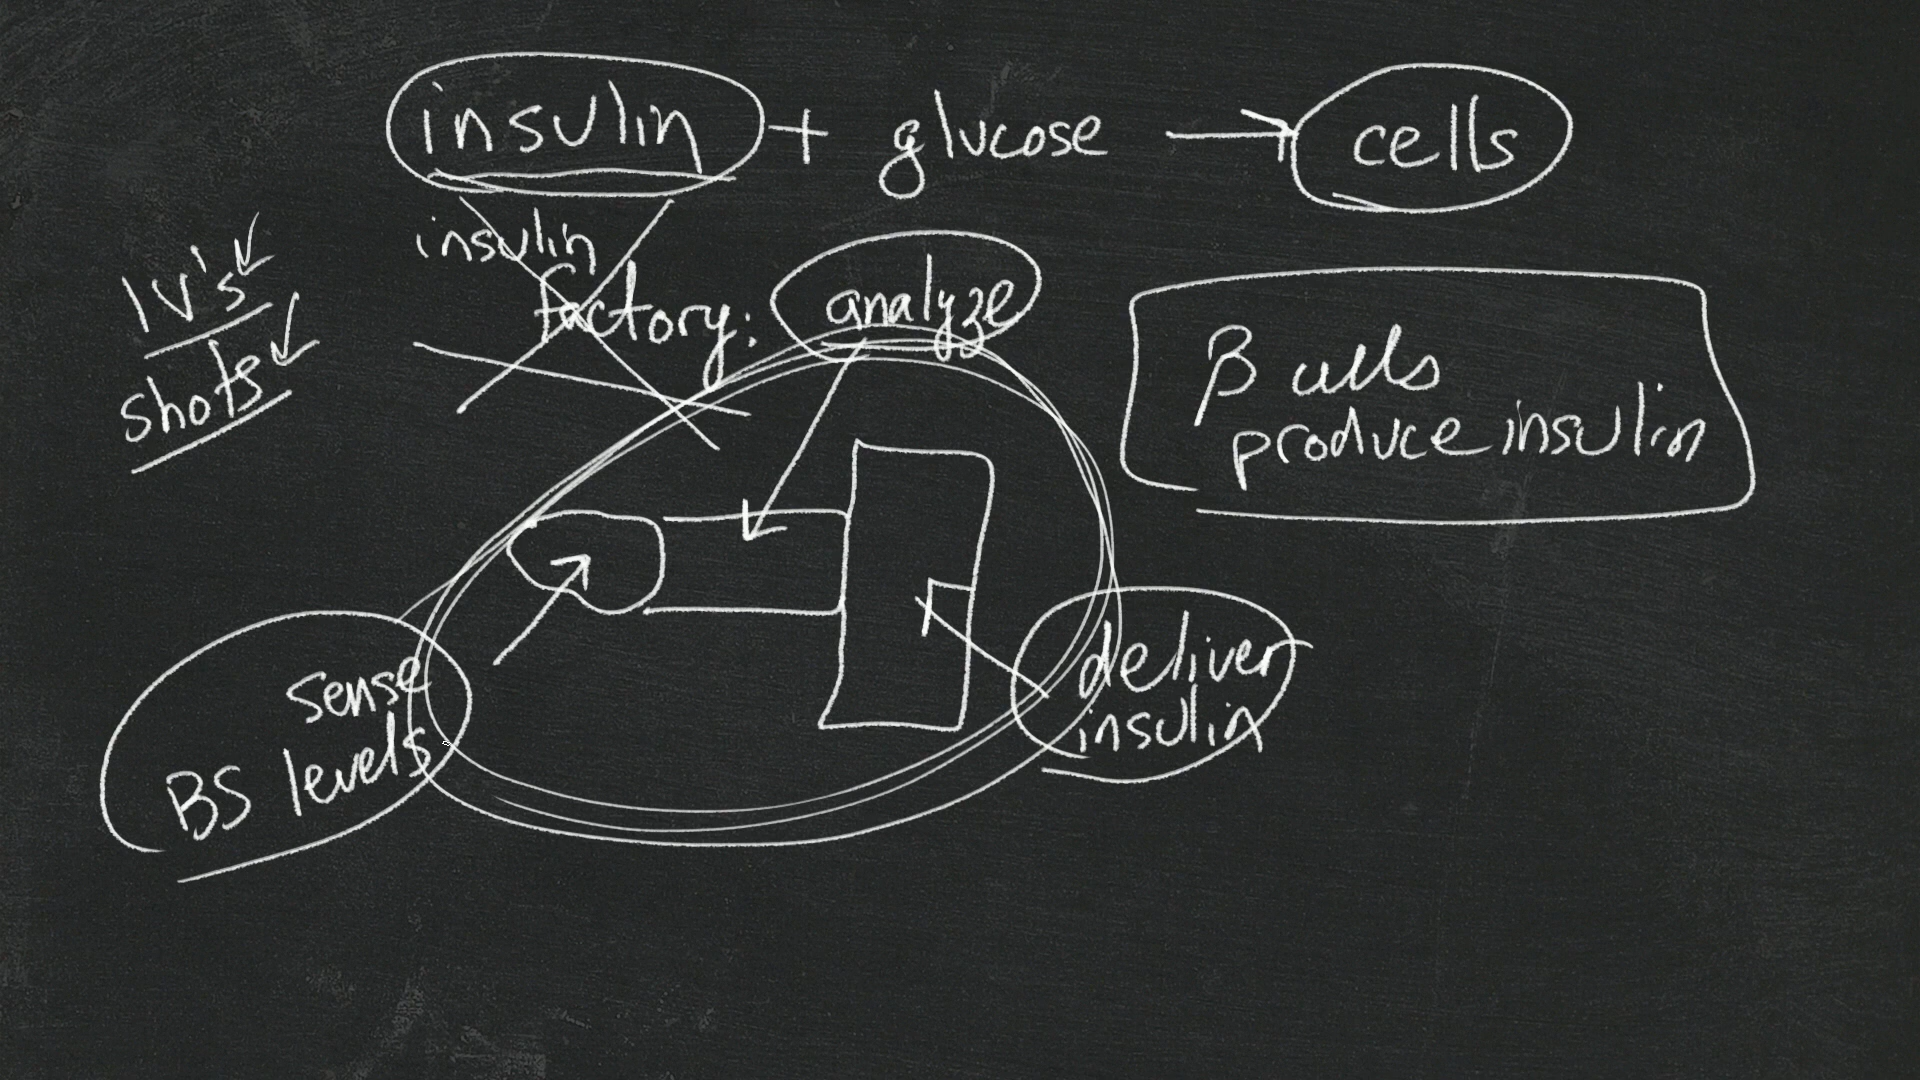 insulin + glucose → cells
insulin
factory: analyze
IV's
shots
β cells
produce insulin
sense
BS levels
deliver
insulin